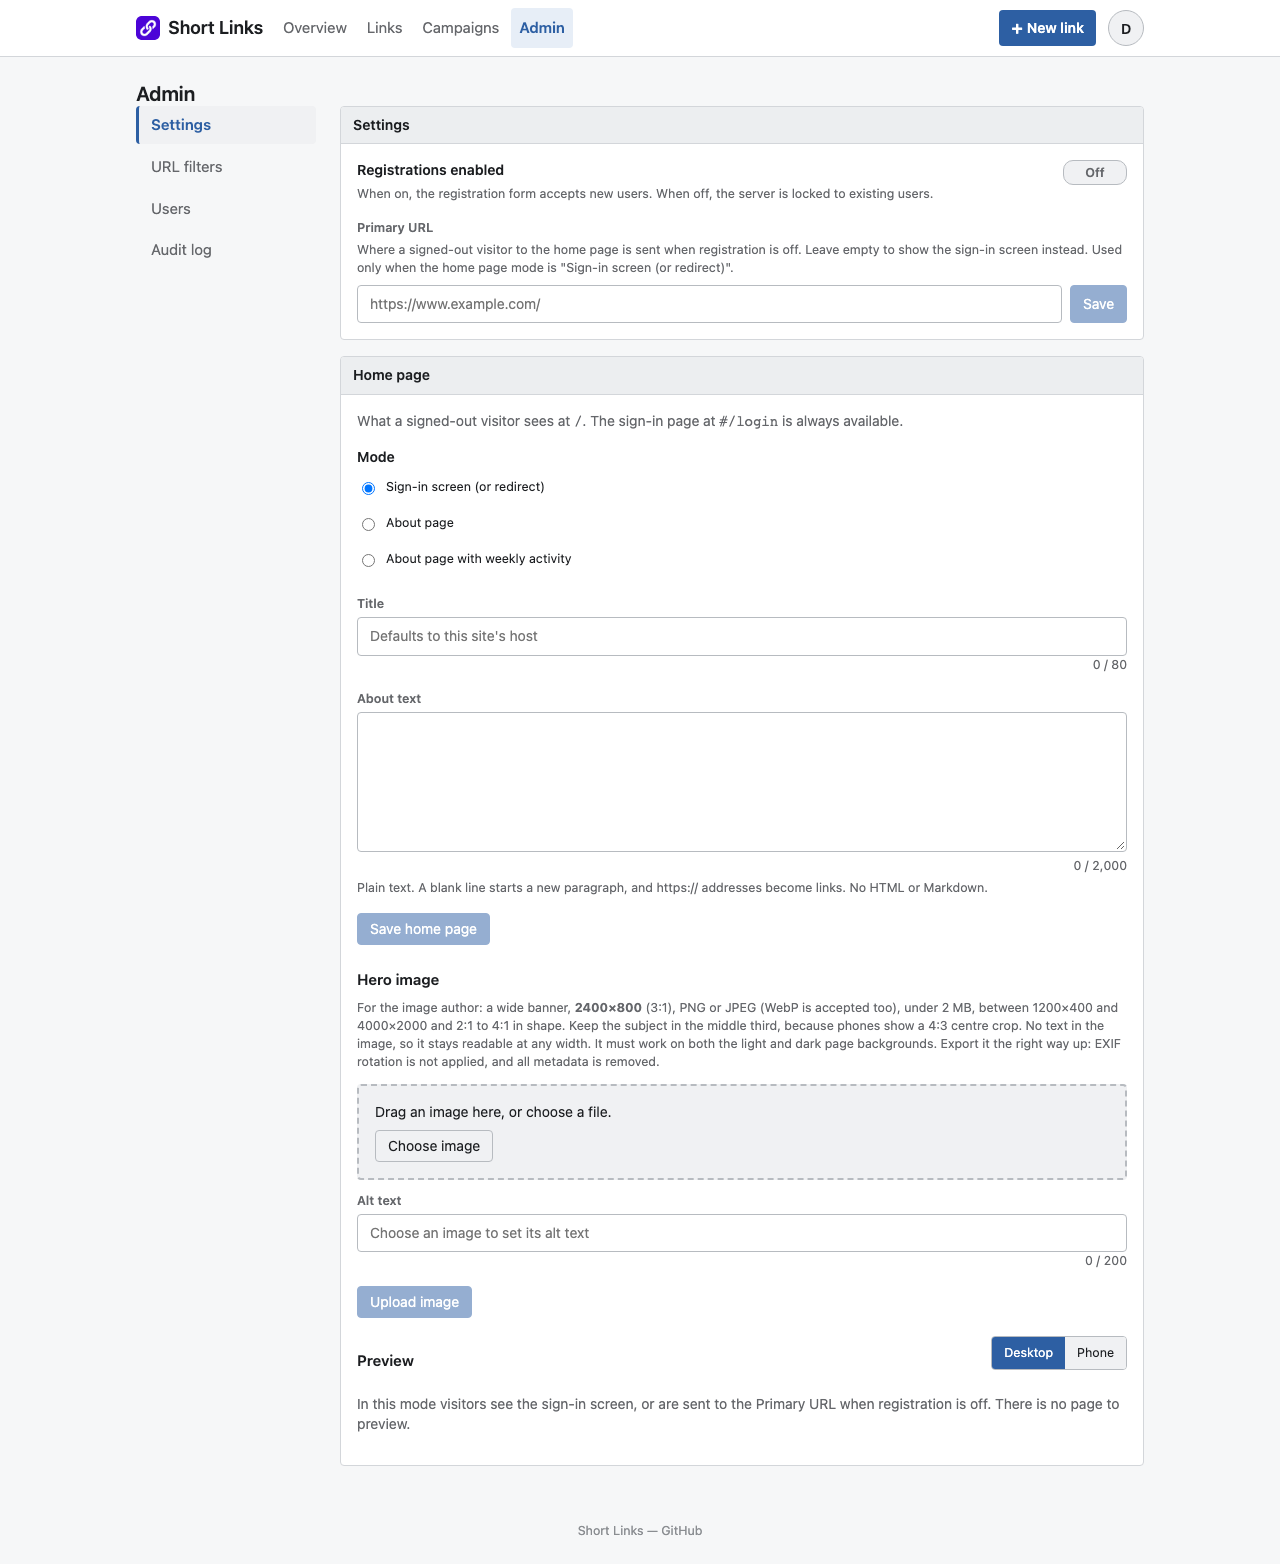 Short Links
Overview
Links
Campaigns
Admin
+ New link
D
Admin
Settings
URL filters
Users
Audit log
Settings
Registrations enabled
Off
When on, the registration form accepts new users. When off, the server is locked to existing users.
Primary URL
Where a signed-out visitor to the home page is sent when registration is off. Leave empty to show the sign-in screen instead. Used
only when the home page mode is "Sign-in screen (or redirect)".
https://www.example.com/
Save
Home page
What a signed-out visitor sees at /. The sign-in page at #/login is always available.
Mode
Sign-in screen (or redirect)
About page
About page with weekly activity
Title
Defaults to this site's host
0 / 80
About text
0 / 2,000
Plain text. A blank line starts a new paragraph, and https:// addresses become links. No HTML or Markdown.
Save home page
Hero image
For the image author: a wide banner, 2400×800 (3:1), PNG or JPEG (WebP is accepted too), under 2 MB, between 1200×400 and
4000×2000 and 2:1 to 4:1 in shape. Keep the subject in the middle third, because phones show a 4:3 centre crop. No text in the
image, so it stays readable at any width. It must work on both the light and dark page backgrounds. Export it the right way up: EXIF
rotation is not applied, and all metadata is removed.
Drag an image here, or choose a file.
Choose image
Alt text
Choose an image to set its alt text
0 / 200
Upload image
Preview
Desktop
Phone
In this mode visitors see the sign-in screen, or are sent to the Primary URL when registration is off. There is no page to
preview.
Short Links — GitHub